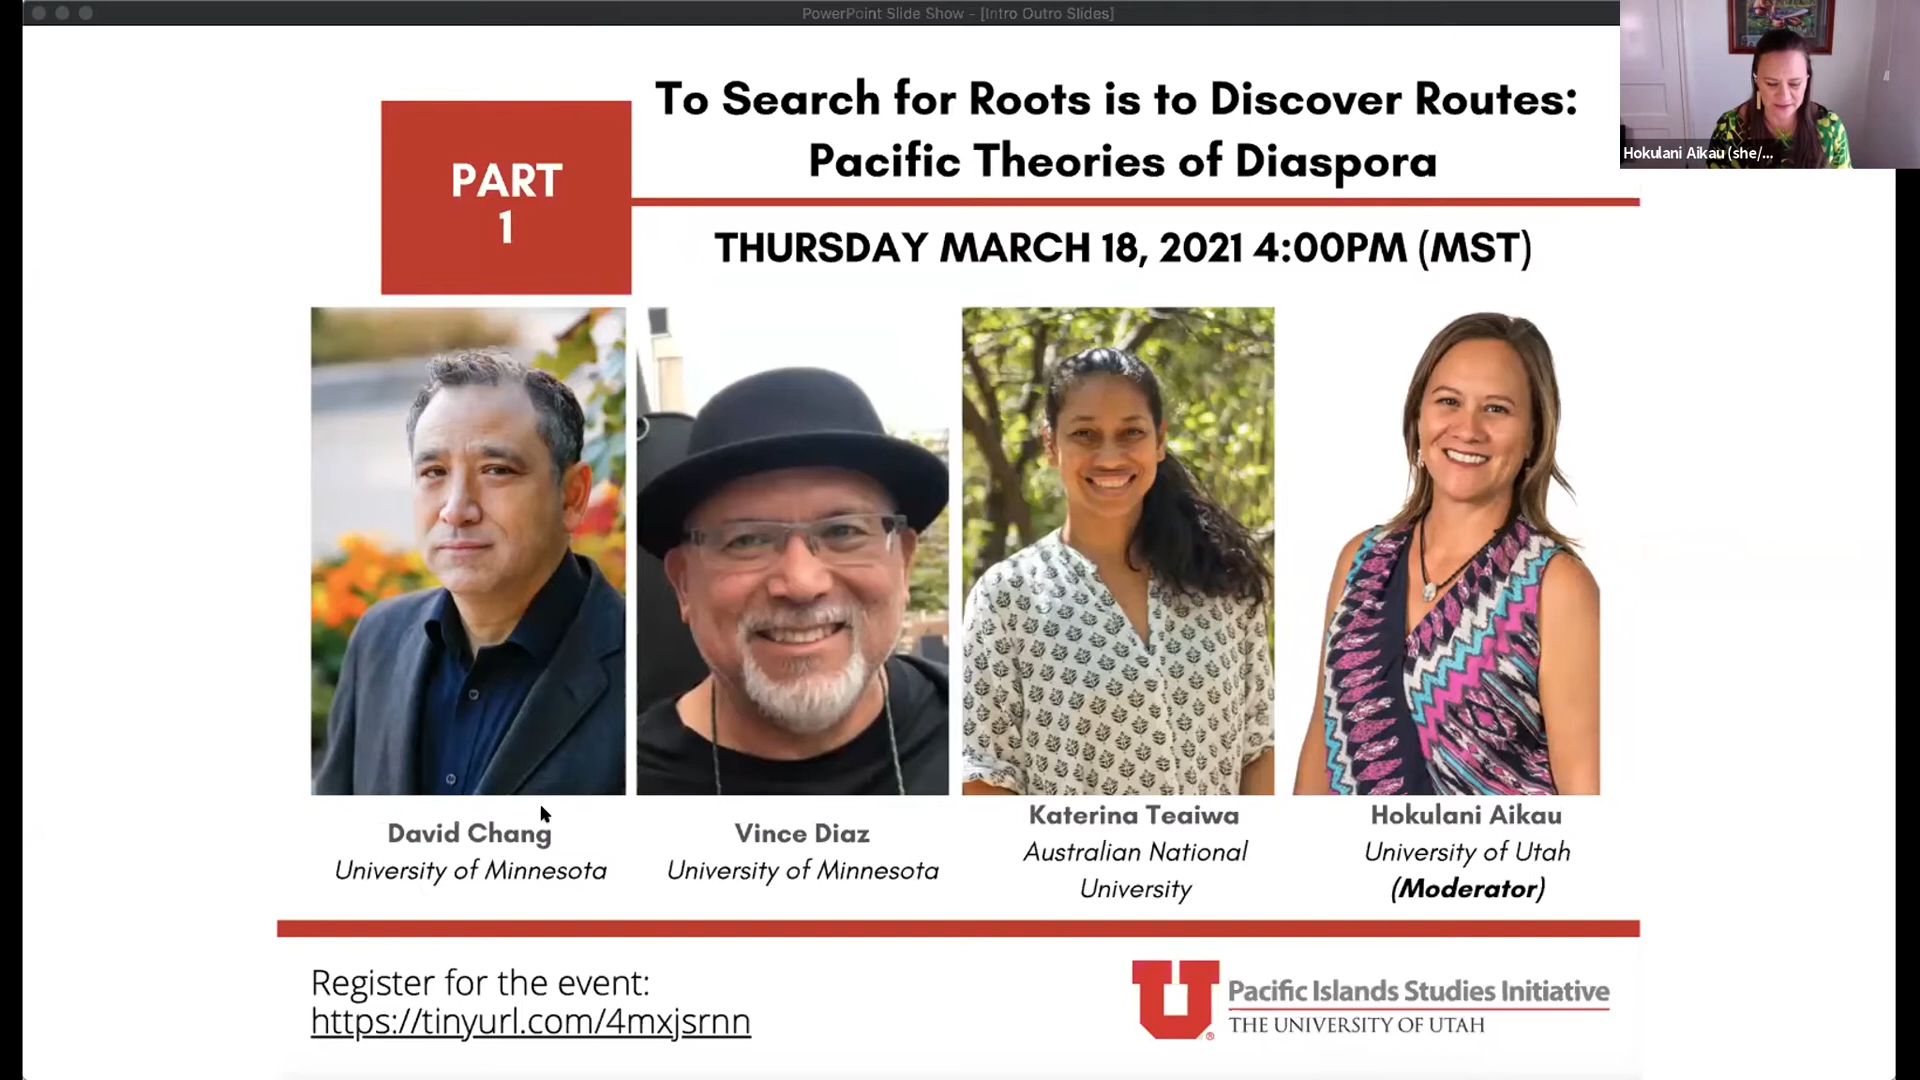 PowerPoint Slide Show - [Intro Outro Slides]
To Search for Roots is to Discover Routes:
Pacific Theories of Diaspora
PART
1
THURSDAY MARCH 18, 2021 4:00PM (MST)
Hokulani Aikau (she/...
David Chang
University of Minnesota
Vince Diaz
University of Minnesota
Katerina Teaiwa
Australian National
University
Hokulani Aikau
University of Utah
(Moderator)
Register for the event:
https://tinyurl.com/4mxjsrnn
U®
Pacific Islands Studies Initiative
THE UNIVERSITY OF UTAH